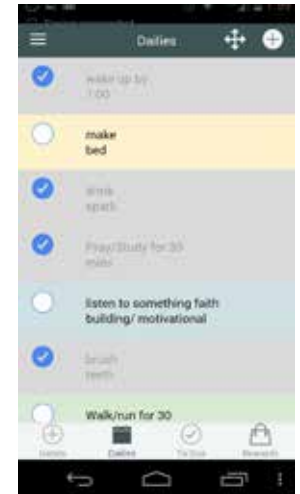 Dailies
wake up by
7:00
make
bed
drink
spark
Pray/Study for 30
mins
listen to something faith
building/ motivational
brush
teeth
Walk/run for 30
Habits
Dailies
To Dos
Rewards